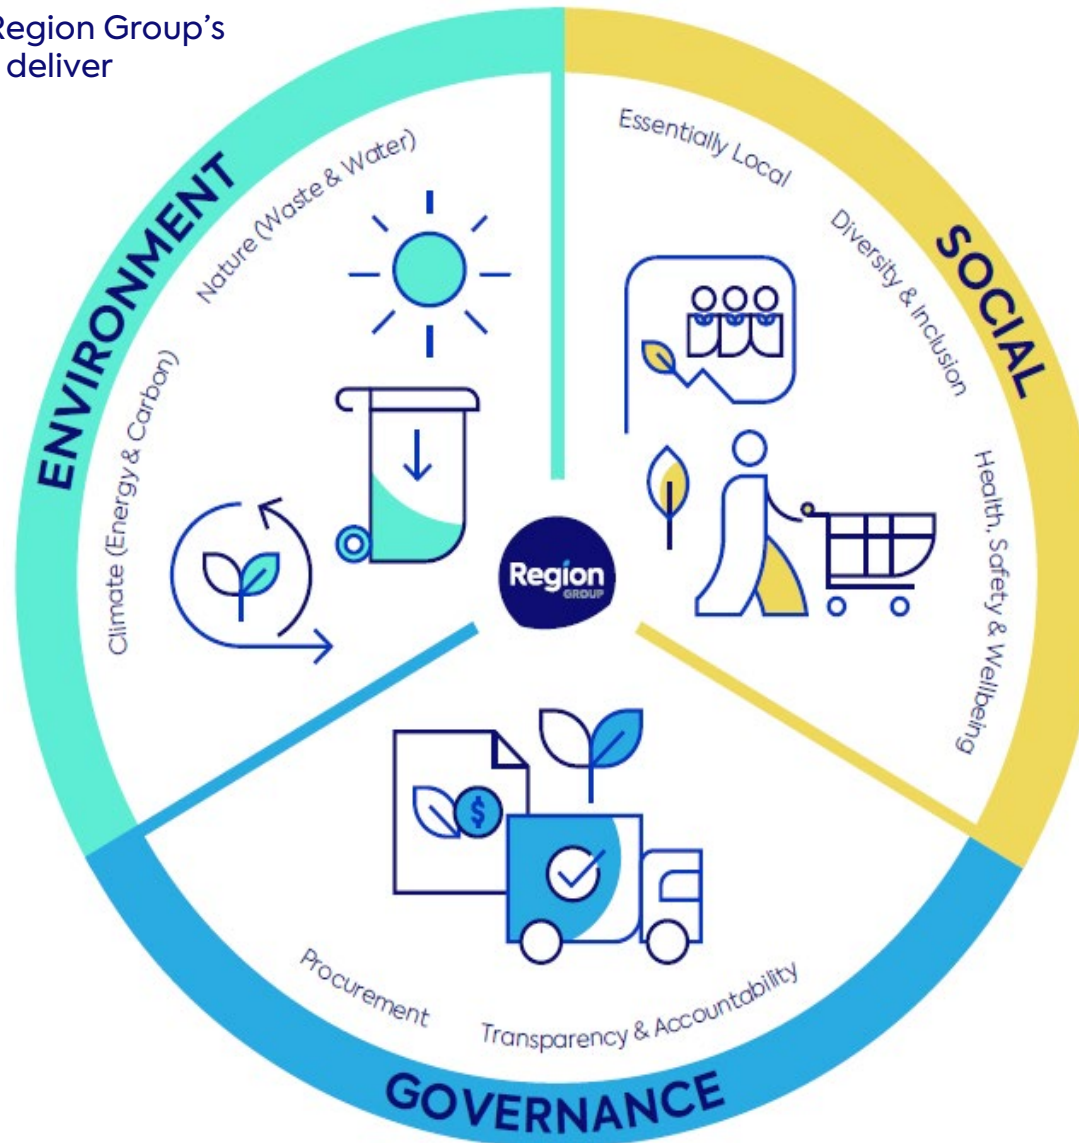 Region Group's
deliver
ENVIRONMENT
Climate (Energy & Carbon)
Nature (Waste & Water)
SOCIAL
Essentially Local
Diversity & Inclusion
Health, Safety & Wellbeing
Region
GROUP
$
Procurement
Transparency & Accountability
GOVERNANCE